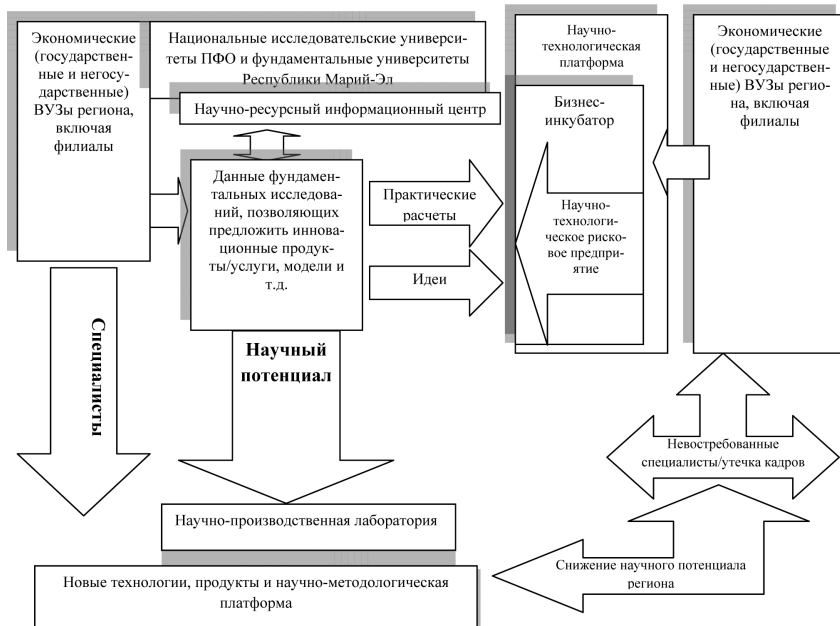 Экономические
(государствен-
ные и негосу-
дарственные)
ВУЗы региона,
включая
филиалы
Национальные исследовательские универси-
теты ПФО и фундаментальные университеты
Республики Марий-Эл
Научно-ресурсный информационный центр
Данные фундамен-
тальных исследова-
ний, позволяющих
предложить иннова-
ционные продук-
ты/услуги, модели и
т.д.
Практические
расчеты
Идеи
Научно-
технологическая
платформа
Бизнес-
инкубатор
Научно-
технологи-
ческое риско-
вое предпри-
ятие
Экономические
(государственные
и негосударствен-
ные) ВУЗы регио-
на, включая
филиалы
Специалисты
Научный
потенциал
Невостребованные
специалисты/утечка кадров
Научно-производственная лаборатория
Снижение научного потенциала
региона
Новые технологии, продукты и научно-методологическая
платформа